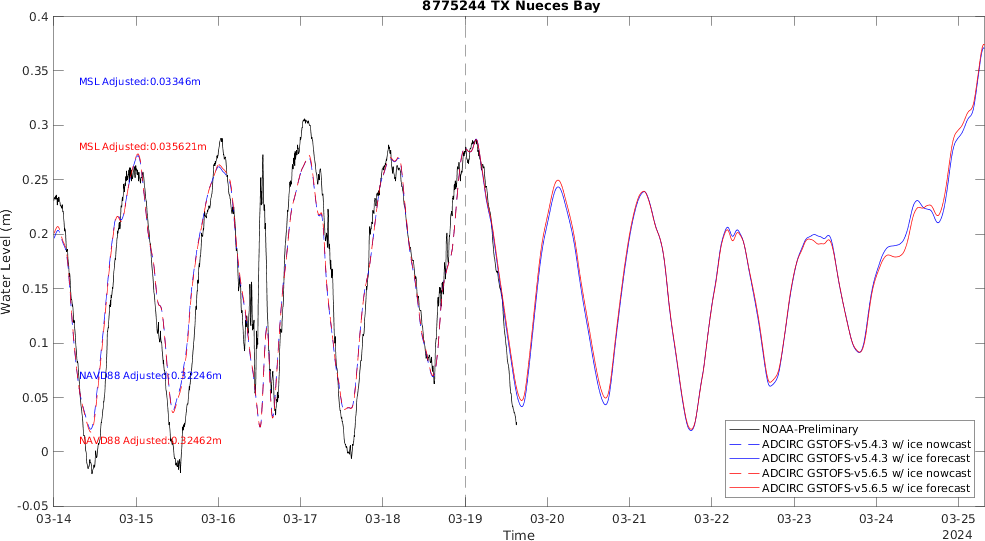 8775244 TX Nueces Bay
Water Level (m)
0.4
0.35
0.3
0.25
0.2
0.15
0.1
0.05
0
-0.05
MSL Adjusted:0.03346m
MSL Adjusted:0.035621m
NAVD88 Adjusted:0.32246m
NAVD88 Adjusted:0.32462m
NOAA-Preliminary
ADCIRC GSTOFS-v5.4.3 w/ ice nowcast
ADCIRC GSTOFS-v5.4.3 w/ ice forecast
ADCIRC GSTOFS-v5.6.5 w/ ice nowcast
ADCIRC GSTOFS-v5.6.5 w/ ice forecast
03-14 03-15 03-16 03-17 03-18 03-19 03-20 03-21 03-22 03-23 03-24 03-25
Time
2024